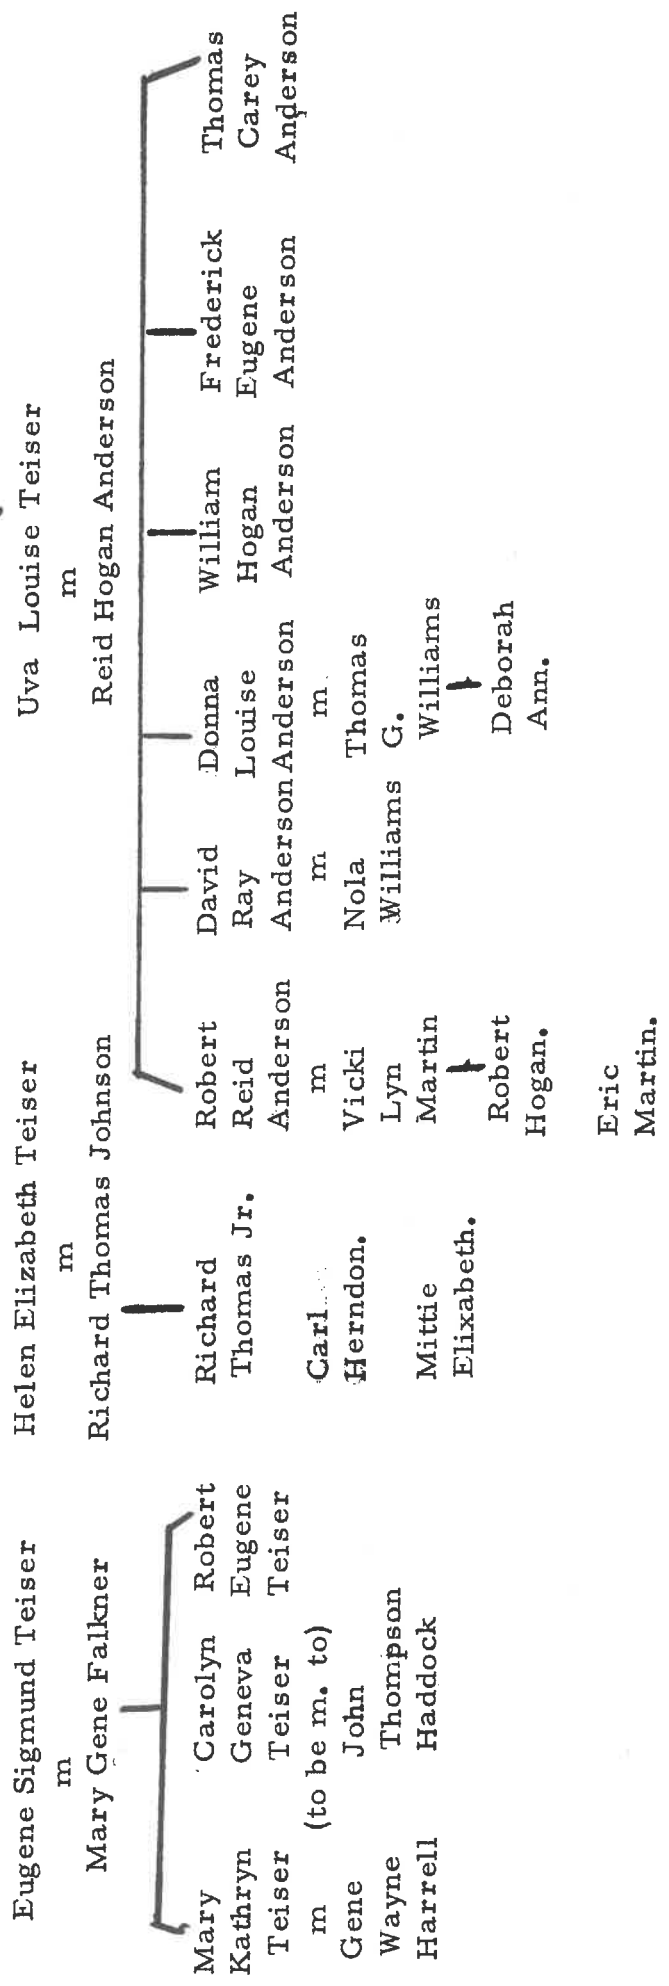 Eugene Sigmund Teiser
m
Mary Gene Falkner
Mary
Kathryn
Teiser
m
Gene
Wayne
Harrell
Carolyn
Geneva
Teiser
(to be m. to)
John
Thompson
Haddock
Robert
Eugene
Teiser
Helen Elizabeth Teiser
m
Richard Thomas Johnson
Richard
Thomas Jr.
Carl
Herndon.
Mittie
Elixabeth.
Uva Louise Teiser
m
Reid Hogan Anderson
Robert
Reid
Anderson
m
Vicki
Lyn
Martin
Robert
Hogan.
Eric
Martin.
David
Ray
Anderson
m
Nola
Williams
Donna
Louise
Anderson
m
Thomas
G.
Williams
Deborah
Ann.
William
Hogan
Anderson
Frederick
Eugene
Anderson
Thomas
Carey
Anderson